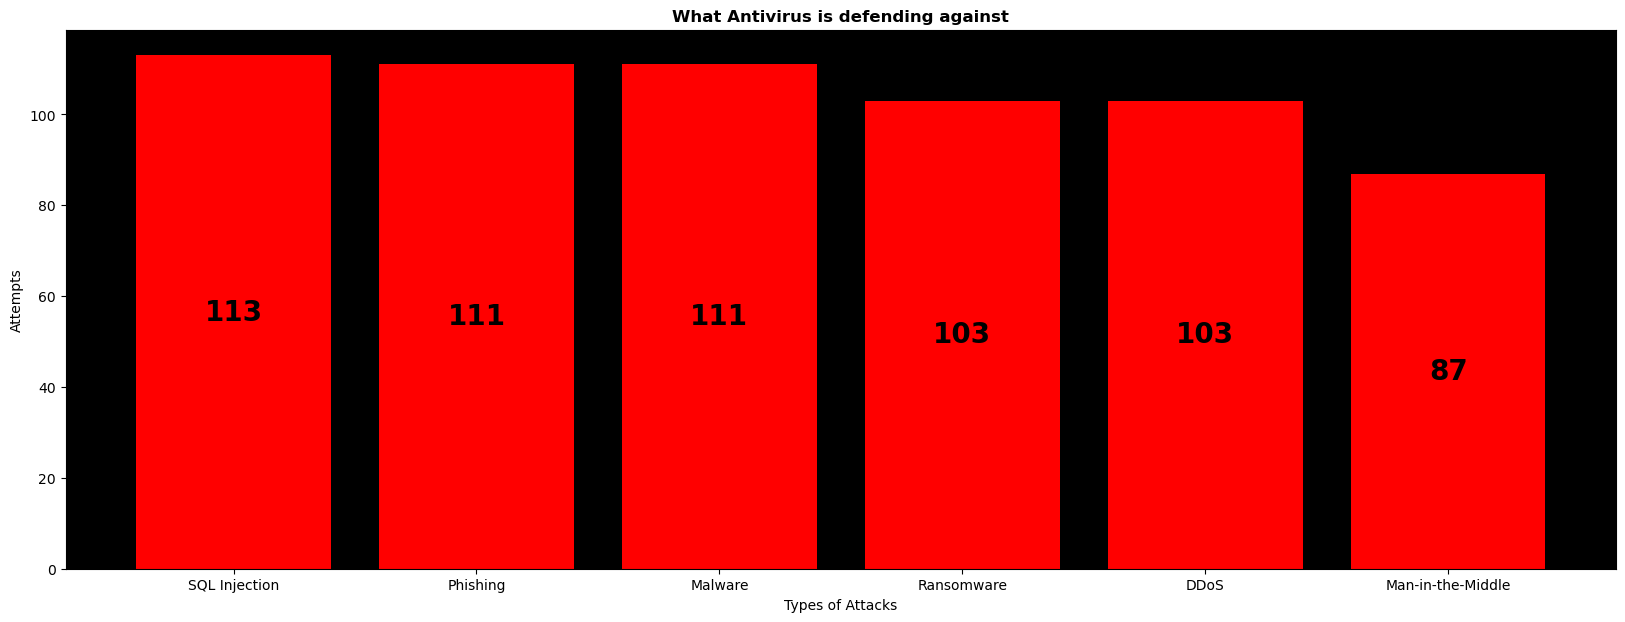 What Antivirus is defending against
Attempts
100
80
60
40
20
0
113
111
111
103
103
87
SQL Injection
Phishing
Malware
Ransomware
DDoS
Man-in-the-Middle
Types of Attacks